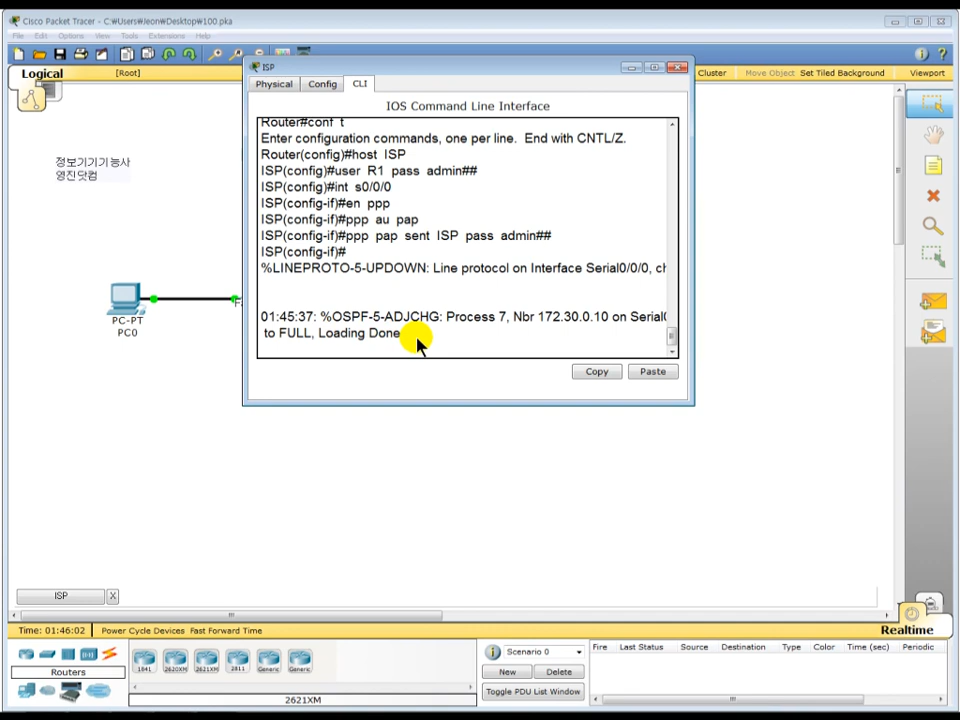 Cisco Packet Tracer - C:\Users\Jeon\Desktop\100.pka
File Edit Options View Tools Extensions Help
Logical
[Root]
Cluster
Move Object
Set Tiled Background
Viewport
ISP
Physical
Config
CLI
IOS Command Line Interface
Router#conf t
Enter configuration commands, one per line. End with CNTL/Z.
Router(config)#host ISP
ISP(config)#user R1 pass admin##
ISP(config)#int s0/0/0
ISP(config-if)#en ppp
ISP(config-if)#ppp au pap
ISP(config-if)#ppp pap sent ISP pass admin##
ISP(config-if)#
%LINEPROTO-5-UPDOWN: Line protocol on Interface Serial0/0/0, ch
01:45:37: %OSPF-5-ADJCHG: Process 7, Nbr 172.30.0.10 on Serial0
to FULL, Loading Done
Copy
Paste
정보기기기능사
영진닷컴
PC-PT
PC0
ISP
X
Time: 01:46:02
Power Cycle Devices Fast Forward Time
Realtime
Routers
1841
2620XM
2621XM
2811
Generic
Generic
2621XM
Scenario 0
New
Delete
Toggle PDU List Window
Fire
Last Status
Source
Destination
Type
Color
Time (sec)
Periodic